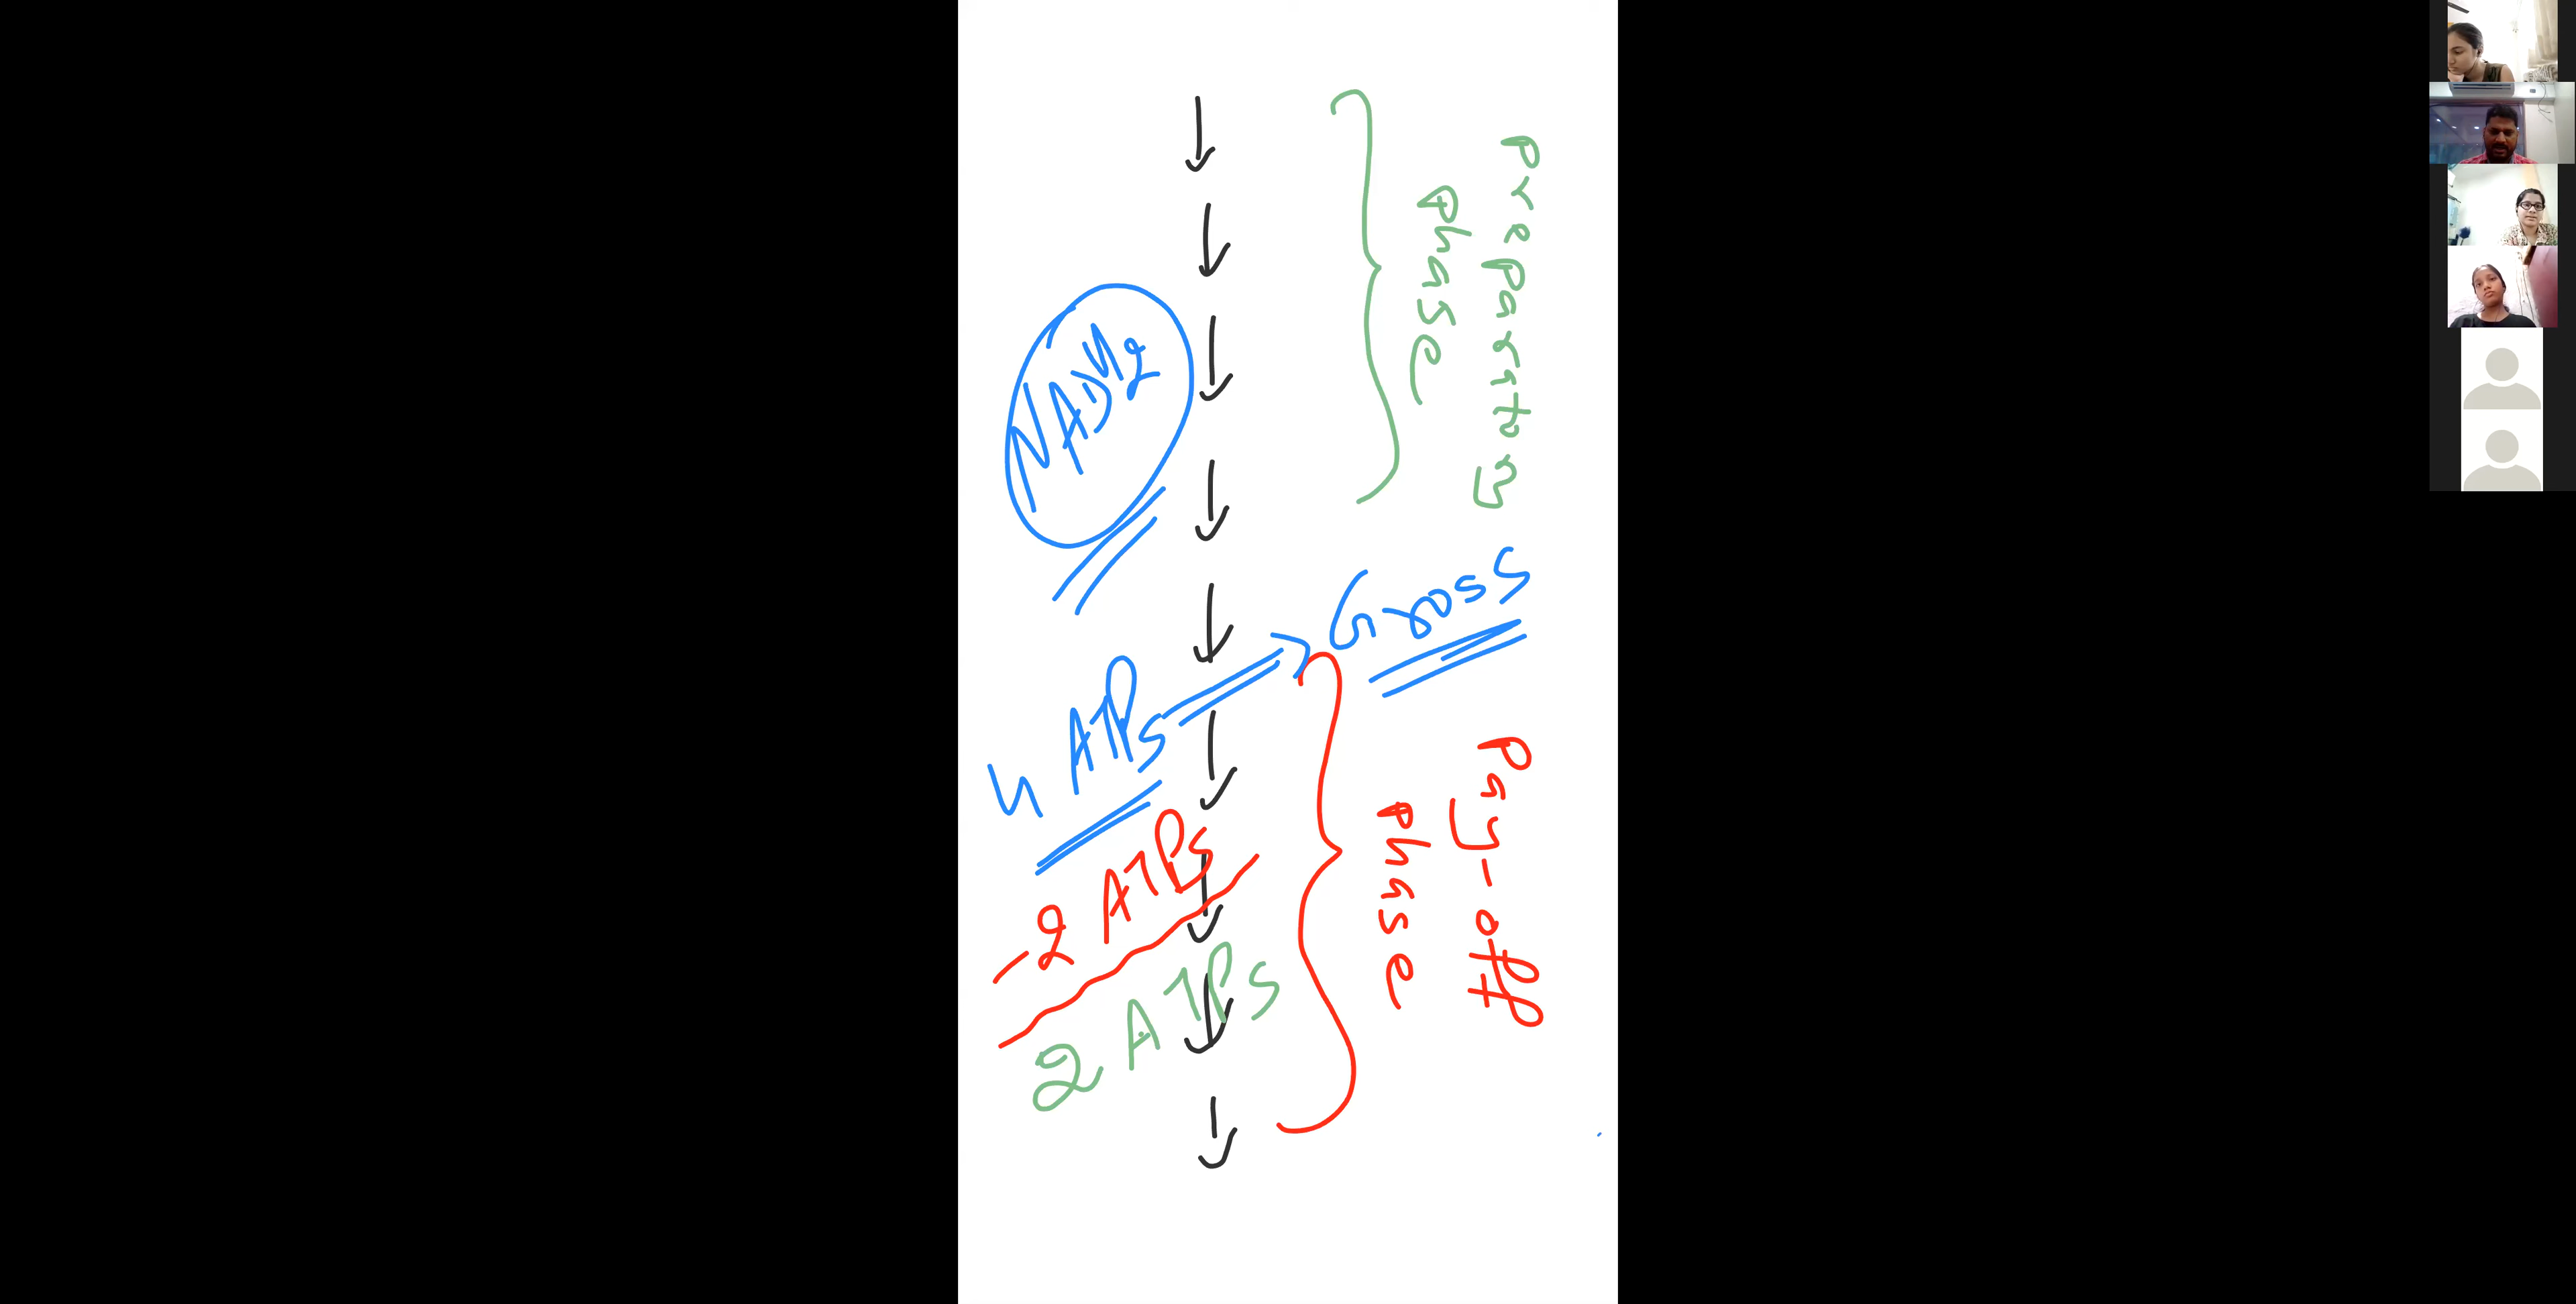 Preparatory
phase
NADH2
Gross
4 ATPs
-2 ATPs
2 ATPs
Pay-off
phase